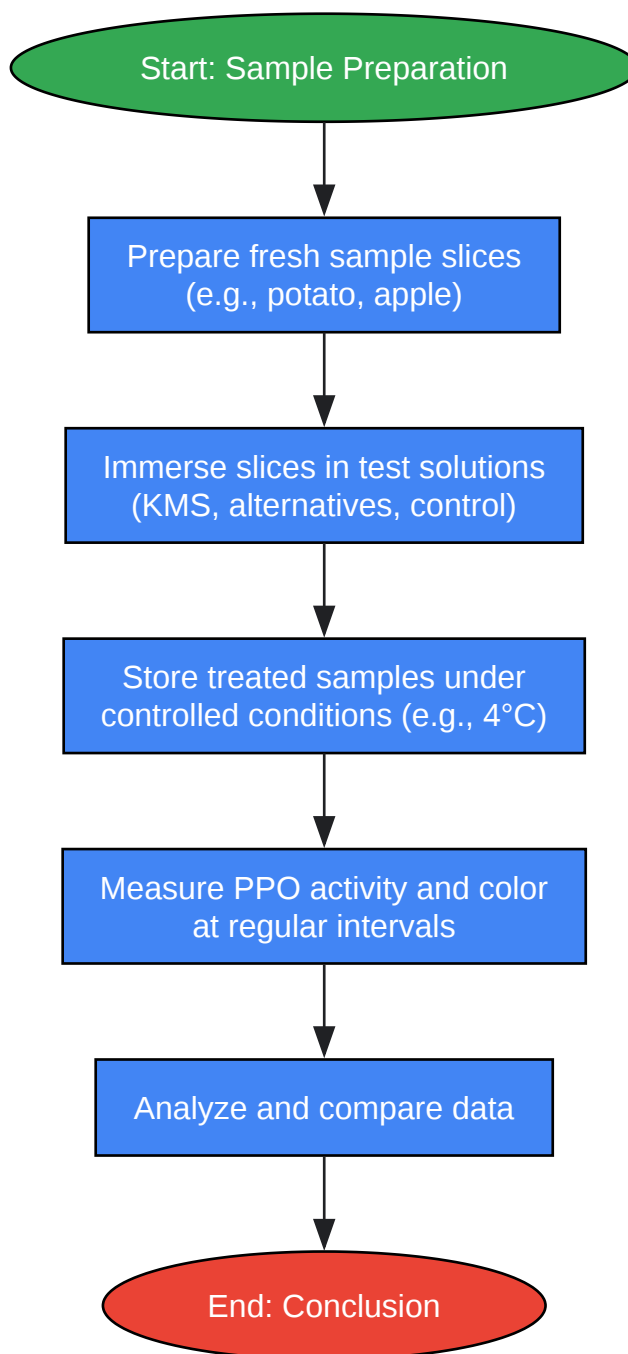 Start: Sample Preparation
Prepare fresh sample slices
(e.g., potato, apple)
Immerse slices in test solutions
(KMS, alternatives, control)
Store treated samples under
controlled conditions (e.g., 4°C)
Measure PPO activity and color
at regular intervals
Analyze and compare data
End: Conclusion